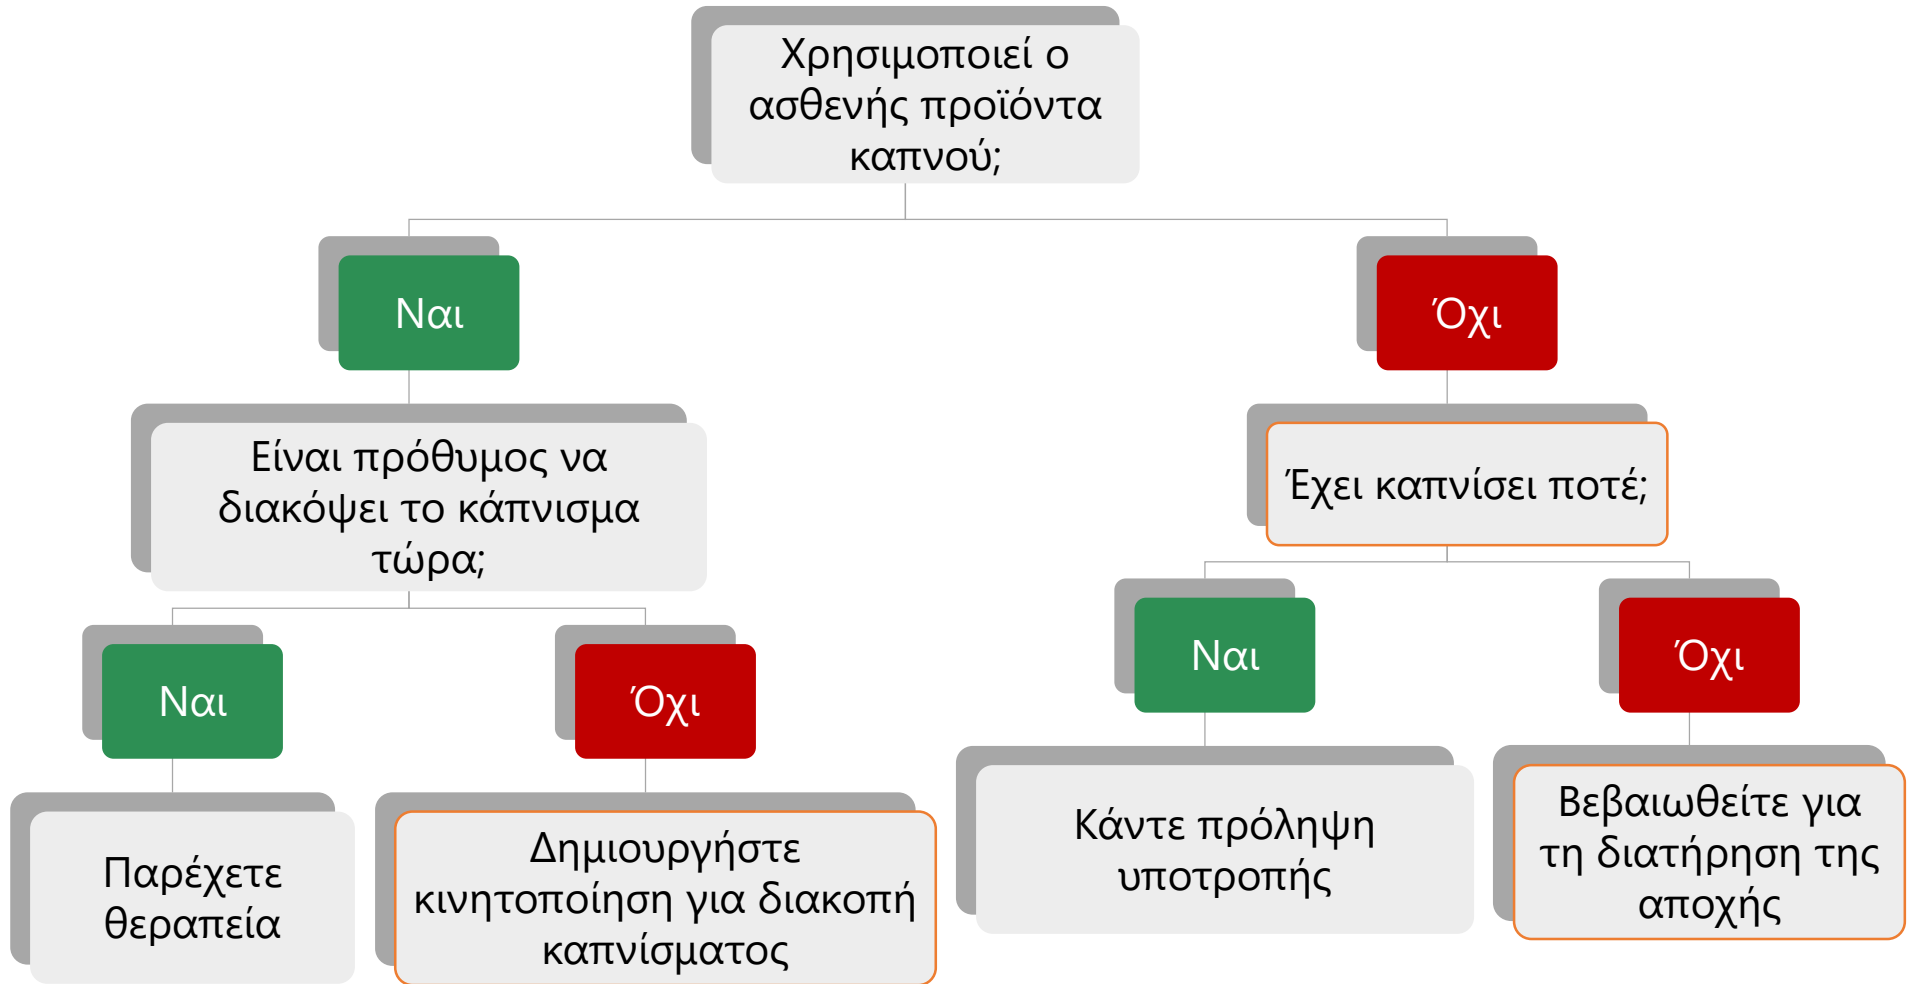 Χρησιμοποιεί ο
ασθενής προϊόντα
καπνού;
Ναι
Όχι
Είναι πρόθυμος να
διακόψει το κάπνισμα
τώρα;
Έχει καπνίσει ποτέ;
Ναι
Όχι
Ναι
Όχι
Παρέχετε
θεραπεία
Δημιουργήστε
κινητοποίηση για διακοπή
καπνίσματος
Κάντε πρόληψη
υποτροπής
Βεβαιωθείτε για
τη διατήρηση της
αποχής